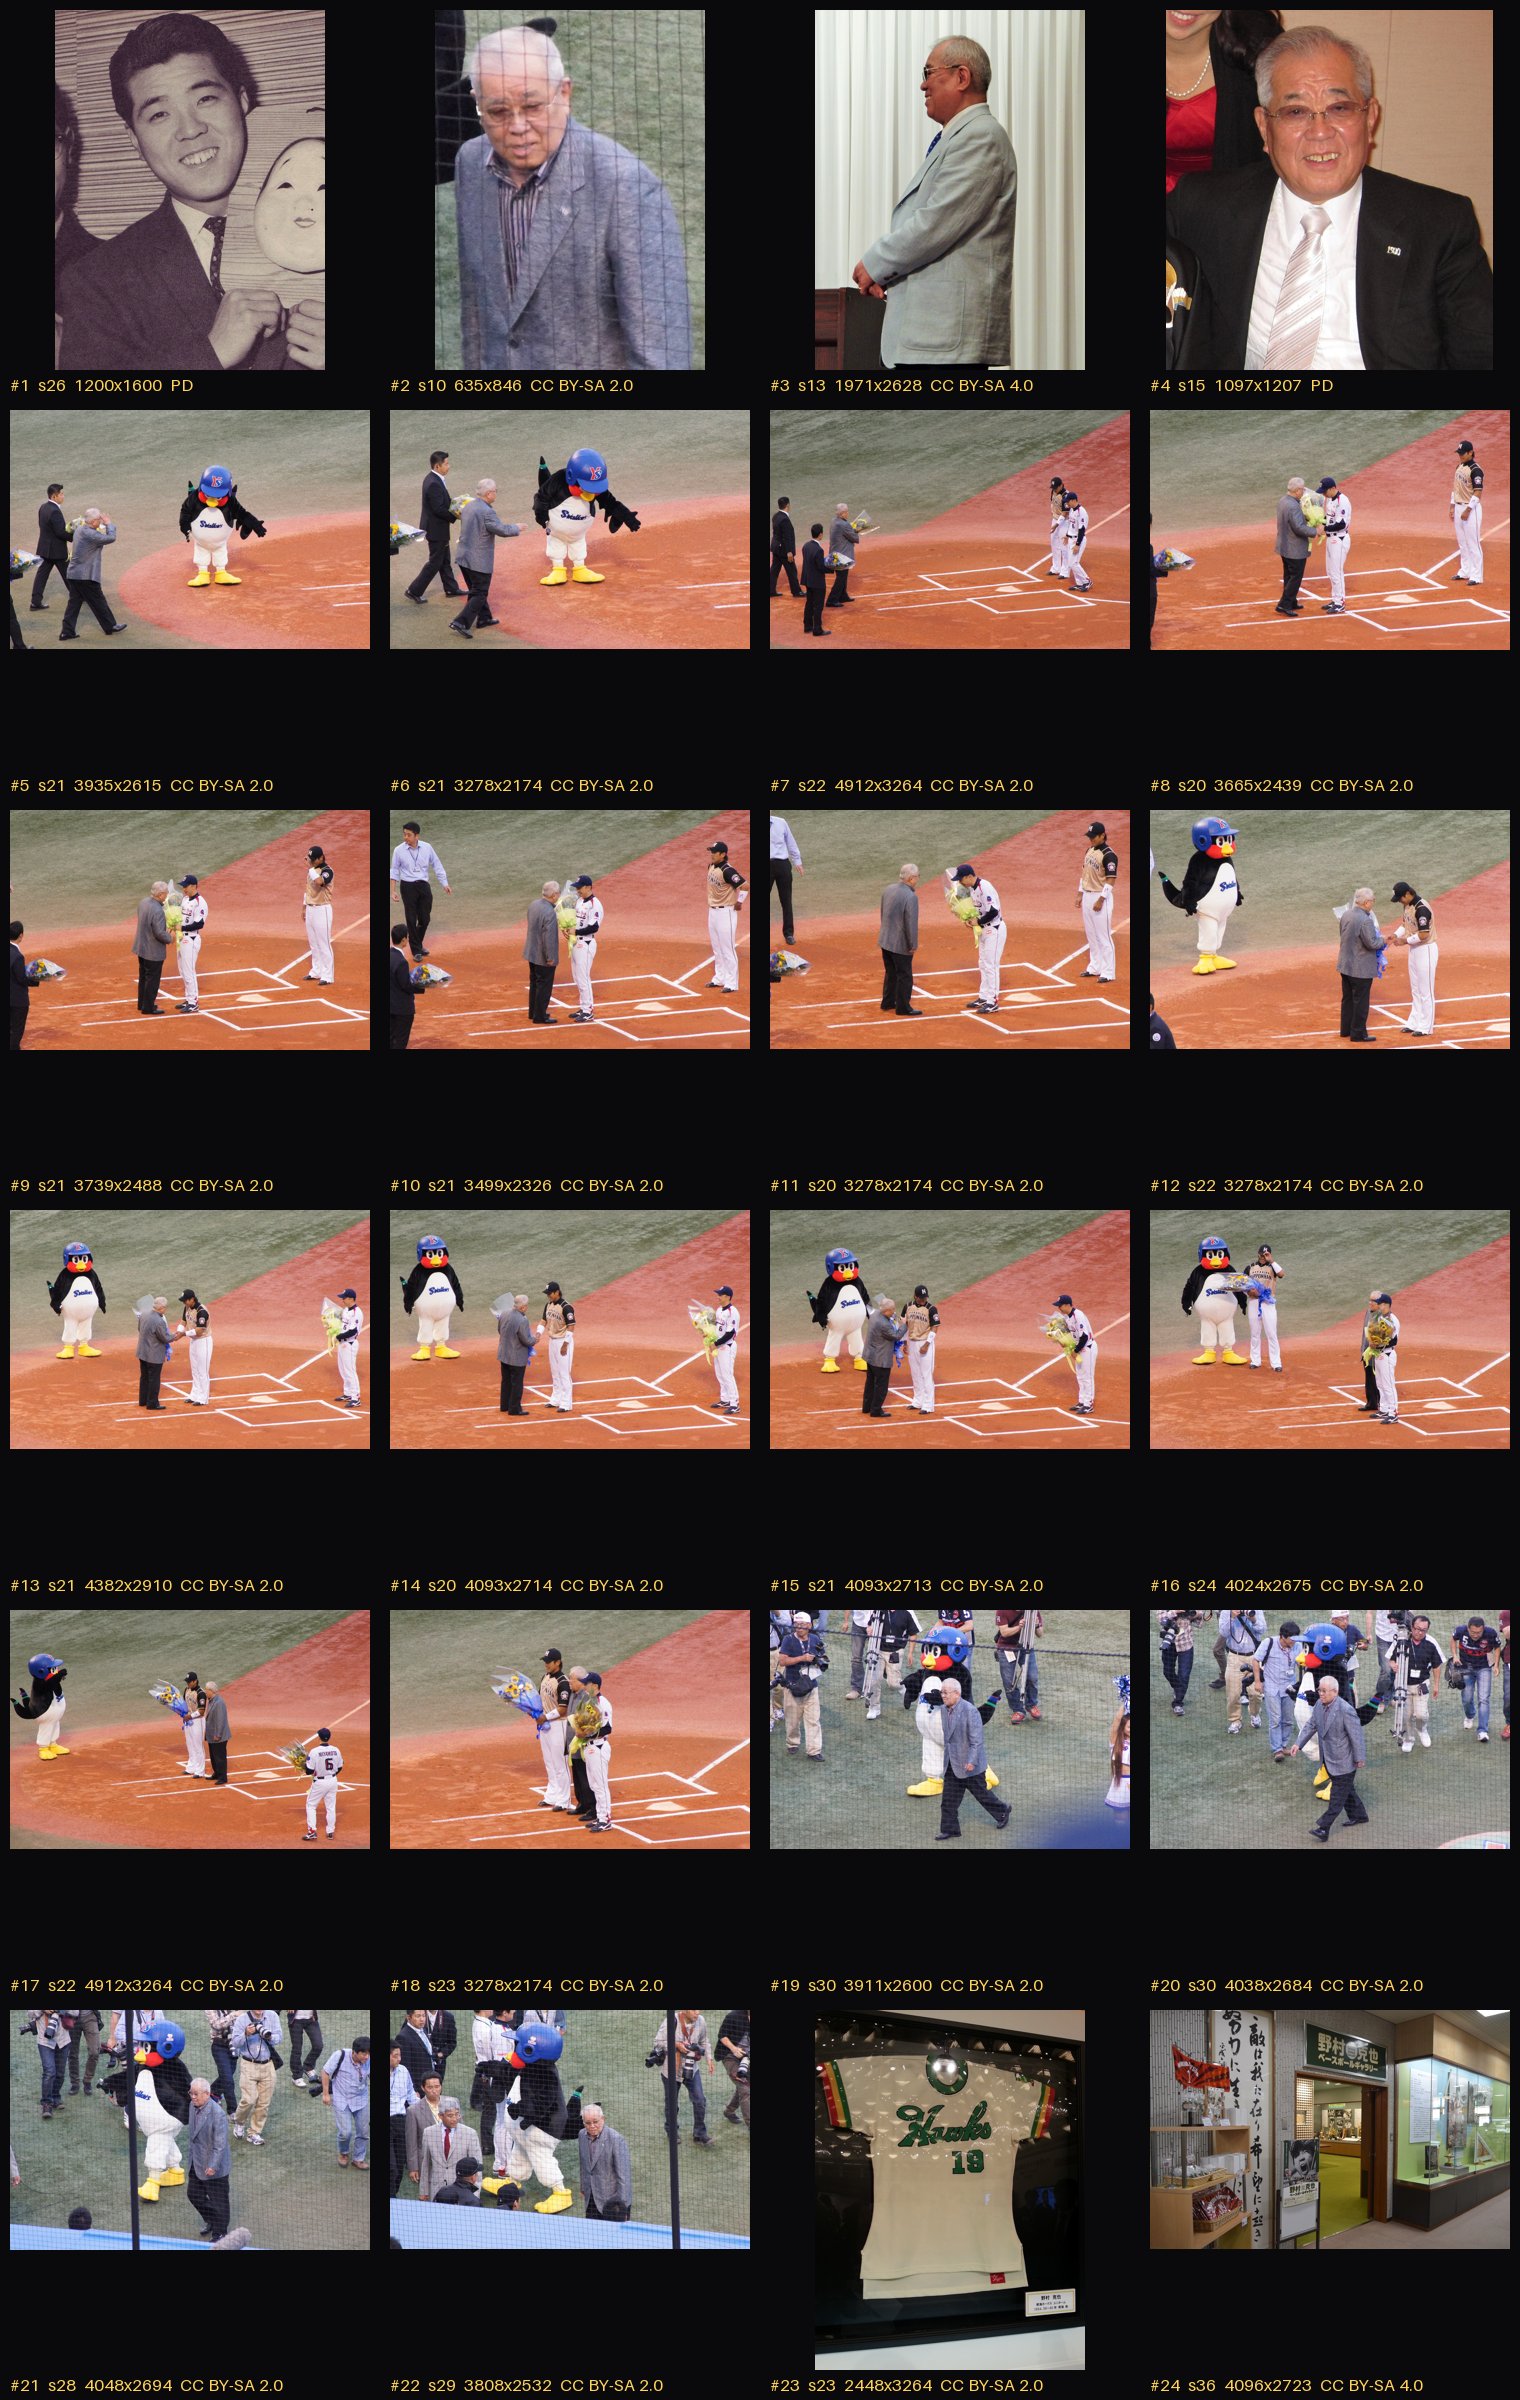 #1 s26 1200x1600 PD
#2 s10 635x846 CC BY-SA 2.0
#3 s13 1971x2628 CC BY-SA 4.0
#4 s15 1097x1207 PD
#5 s21 3935x2615 CC BY-SA 2.0
#6 s21 3278x2174 CC BY-SA 2.0
#7 s22 4912x3264 CC BY-SA 2.0
#8 s20 3665x2439 CC BY-SA 2.0
#9 s21 3739x2488 CC BY-SA 2.0
#10 s21 3499x2326 CC BY-SA 2.0
#11 s20 3278x2174 CC BY-SA 2.0
#12 s22 3278x2174 CC BY-SA 2.0
#13 s21 4382x2910 CC BY-SA 2.0
#14 s20 4093x2714 CC BY-SA 2.0
#15 s21 4093x2713 CC BY-SA 2.0
#16 s24 4024x2675 CC BY-SA 2.0
6
#17 s22 4912x3264 CC BY-SA 2.0
#18 s23 3278x2174 CC BY-SA 2.0
#19 s30 3911x2600 CC BY-SA 2.0
#20 s30 4038x2684 CC BY-SA 2.0
Hawks
19
野村 克也
野村克也
ベースボールギャラリー
#21 s28 4048x2694 CC BY-SA 2.0
#22 s29 3808x2532 CC BY-SA 2.0
#23 s23 2448x3264 CC BY-SA 2.0
#24 s36 4096x2723 CC BY-SA 4.0